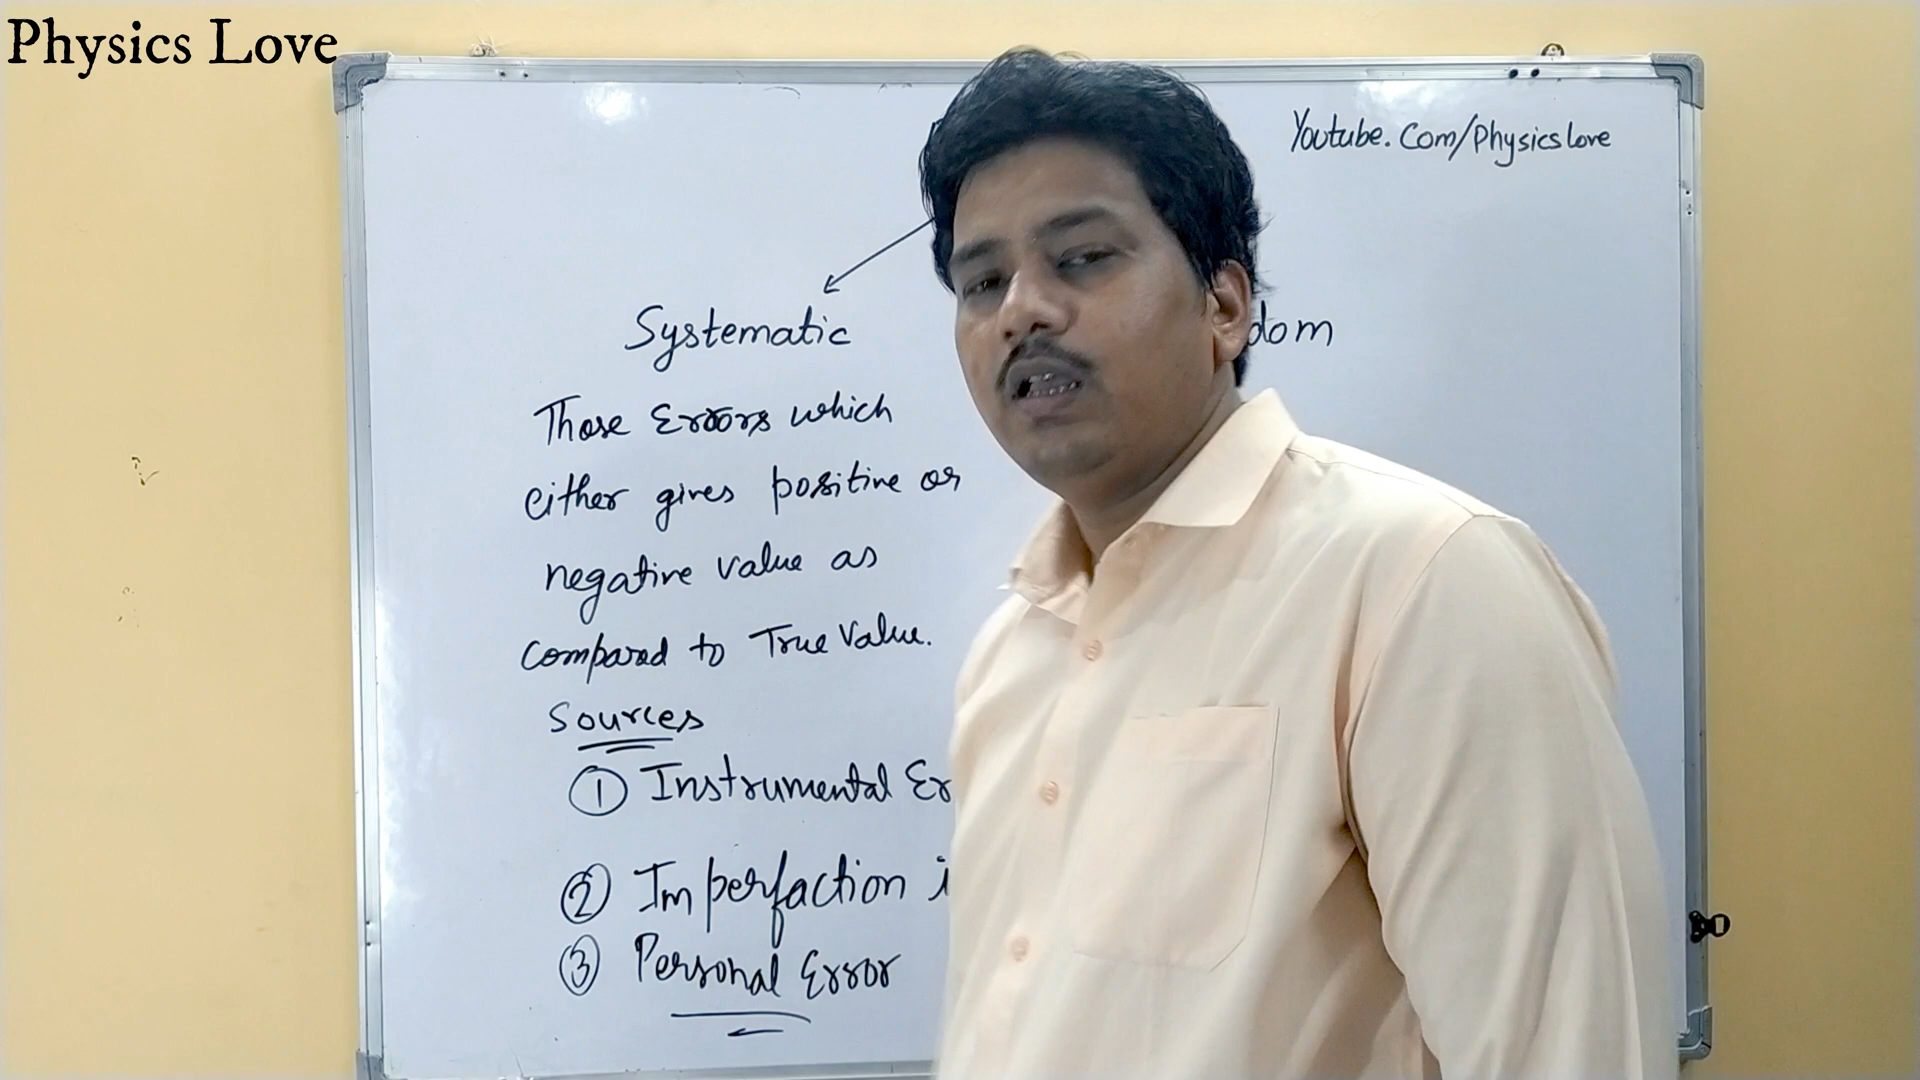 Physics Love
Youtube.Com/Physicslove
Systematic
dom
Those Errors which
either gives positive or
negative value as
compared to True Value.
Sources
① Instrumental Er
② Imperfaction i
③ Personal Error